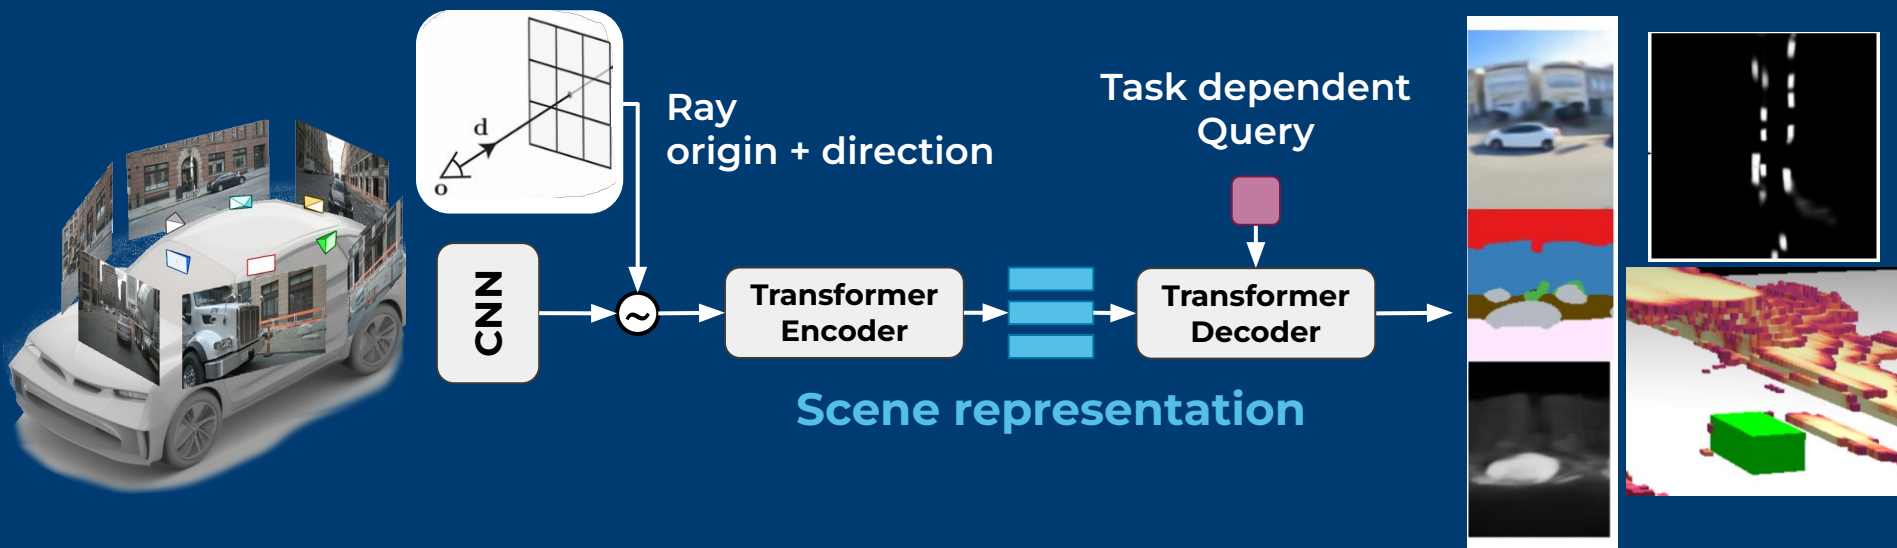 d
o
Ray
origin + direction
CNN
~
Transformer
Encoder
Scene representation
Task dependent
Query
Transformer
Decoder